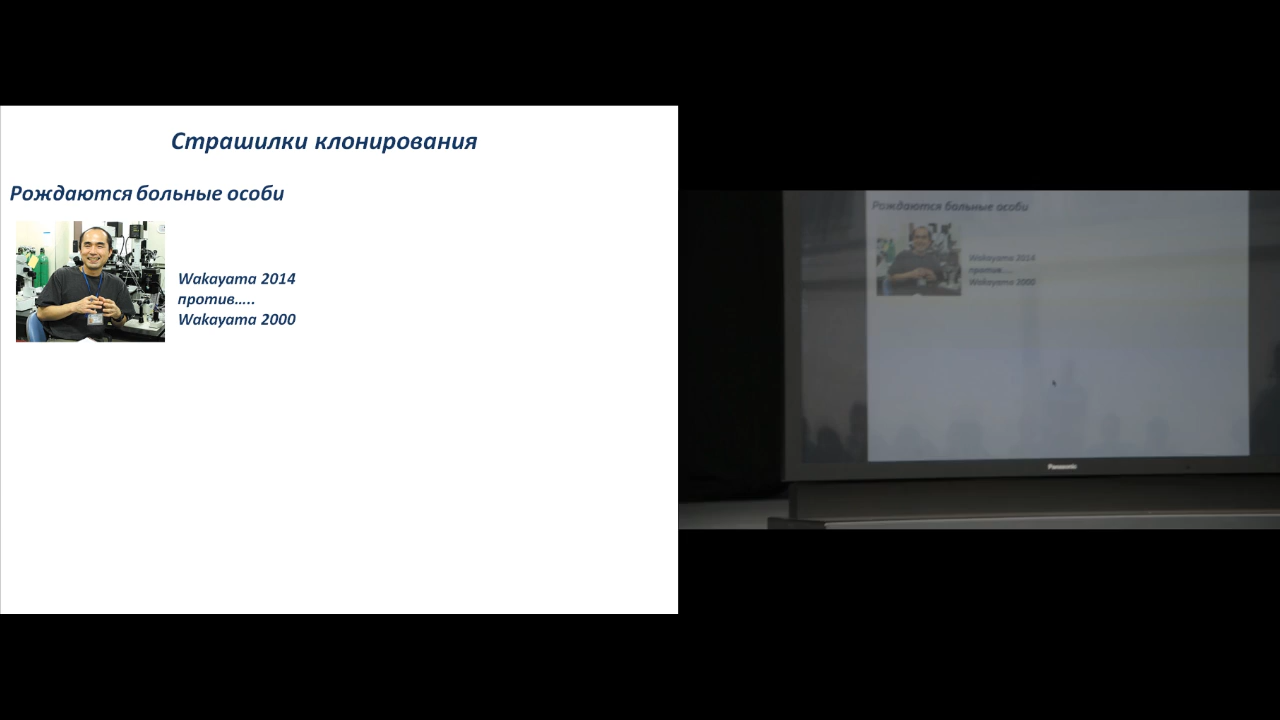 Страшилки клонирования
Рождаются больные особи
Wakayama 2014
против.....
Wakayama 2000
Рождаются больные особи
Wakayama 2014
против....
Wakayama 2000
Panasonic